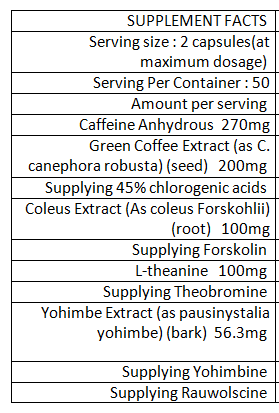 SUPPLEMENT FACTS
Serving size : 2 capsules(at
maximum dosage)
Serving Per Container : 50
Amount per serving
Caffeine Anhydrous  270mg
Green Coffee Extract (as C.
canephora robusta) (seed)   200mg
Supplying 45% chlorogenic acids
Coleus Extract (As coleus Forskohlii)
(root)   100mg
Supplying Forskolin
L-theanine   100mg
Supplying Theobromine
Yohimbe Extract (as pausinystalia
yohimbe) (bark)  56.3mg
Supplying Yohimbine
Supplying Rauwolscine